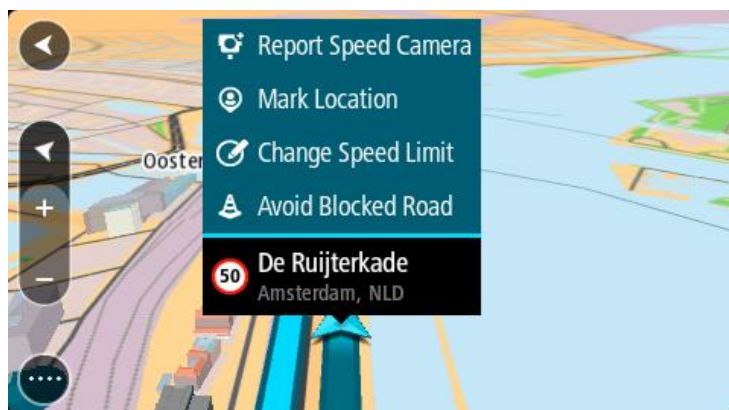 Report Speed Camera
Mark Location
Change Speed Limit
Ooster
Avoid Blocked Road
50
De Ruijterkade
Amsterdam, NLD